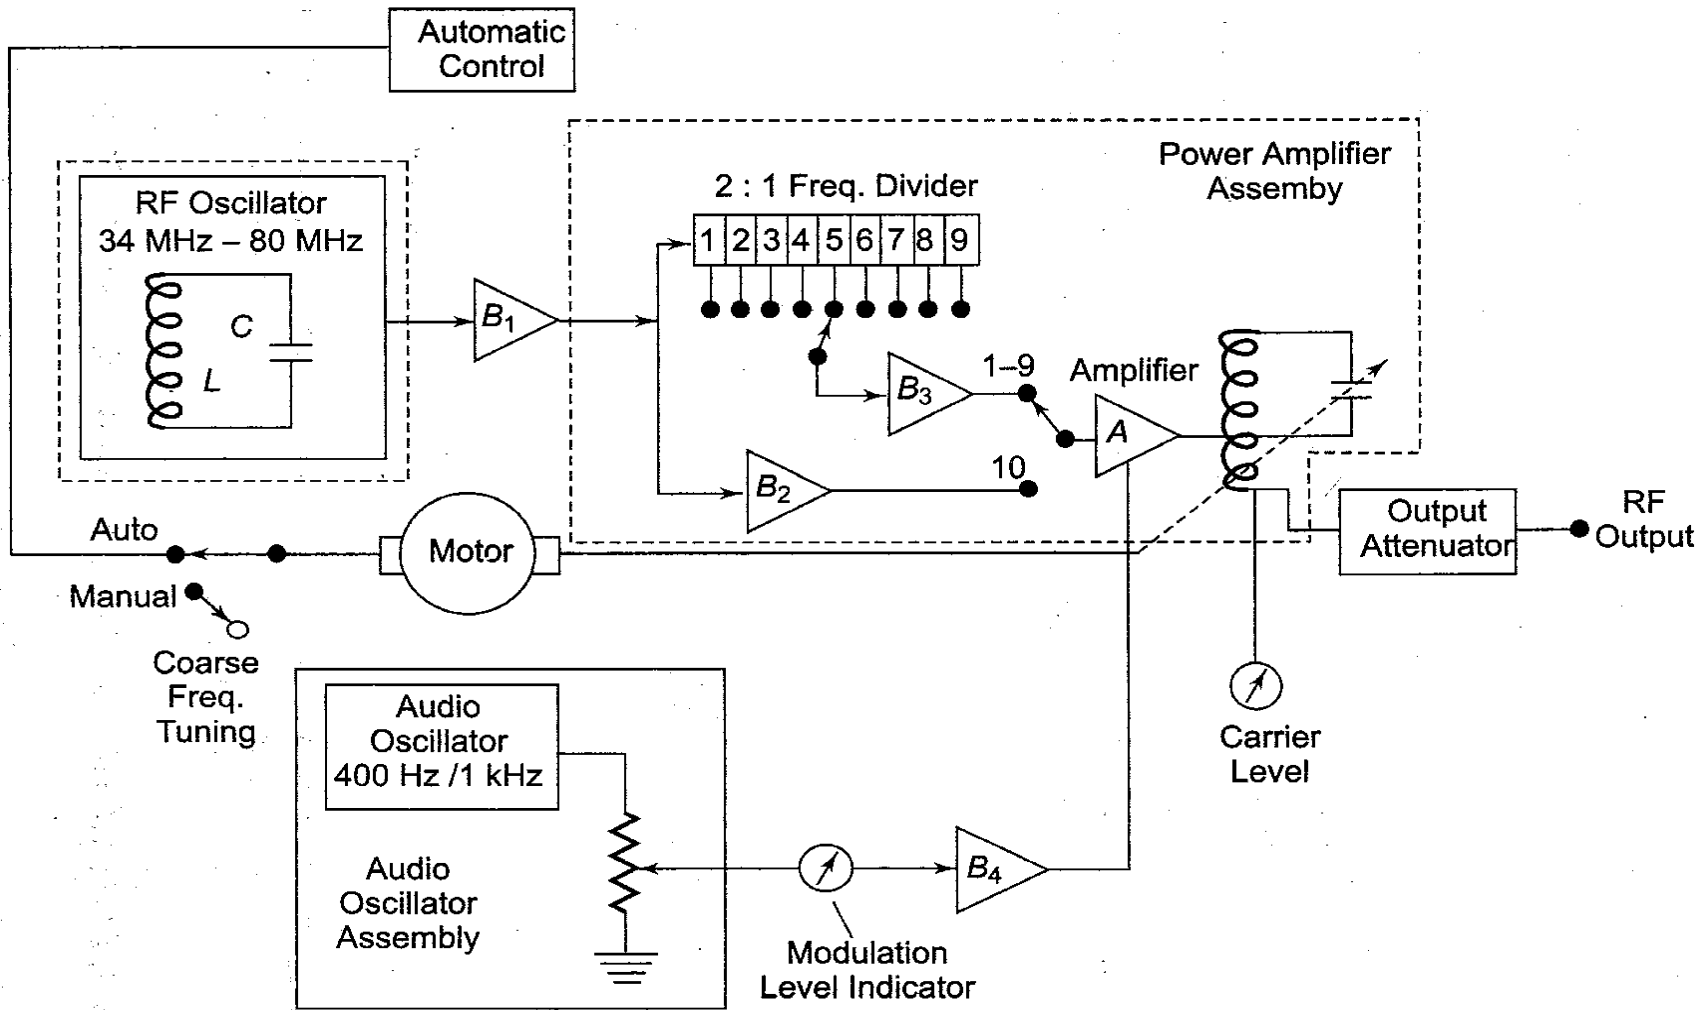 Automatic
Control
Power Amplifier
Assemby
2 : 1 Freq. Divider
RF Oscillator
34 MHz – 80 MHz
1 2 3 4 5 6 7 8 9
C
L
B1
B3
1–9
Amplifier
A
B2
10
Auto
Motor
Manual
Coarse
Freq.
Tuning
Output
Attenuator
RF
Output
Audio
Oscillator
400 Hz /1 kHz
Carrier
Level
Audio
Oscillator
Assembly
B4
Modulation
Level Indicator